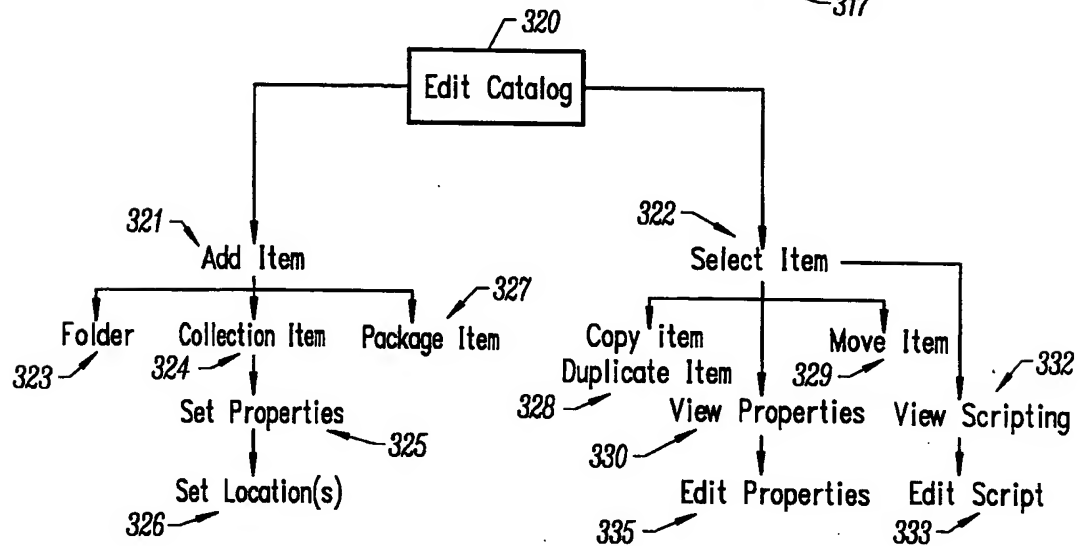 317
320
Edit Catalog
321
Add Item
322
Select Item
Folder
323
Collection Item
324
Package Item
327
Set Properties
325
Set Location(s)
326
Copy item
Duplicate Item
328
Move Item
329
View Properties
330
View Scripting
332
Edit Properties
335
Edit Script
333